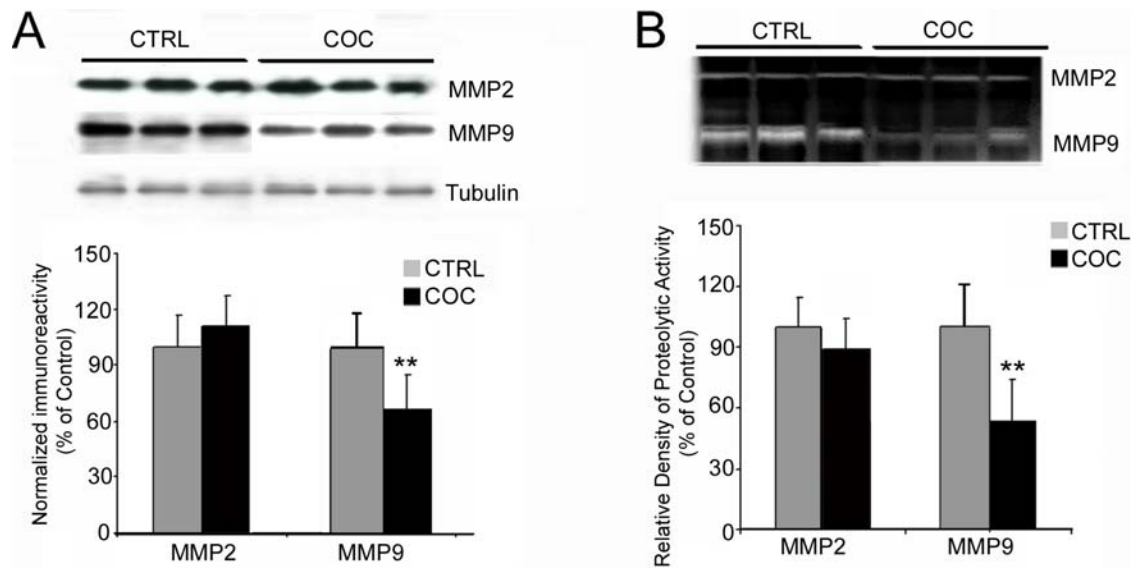 A
CTRL COC
MMP2
MMP9
Tubulin
Normalized immunoreactivity
(% of Control)
150
120
90
60
30
0
CTRL
COC
**
MMP2 MMP9
B
CTRL COC
MMP2
MMP9
Relative Density of Proteolytic Activity
(% of Control)
150
120
90
60
30
0
CTRL
COC
**
MMP2 MMP9